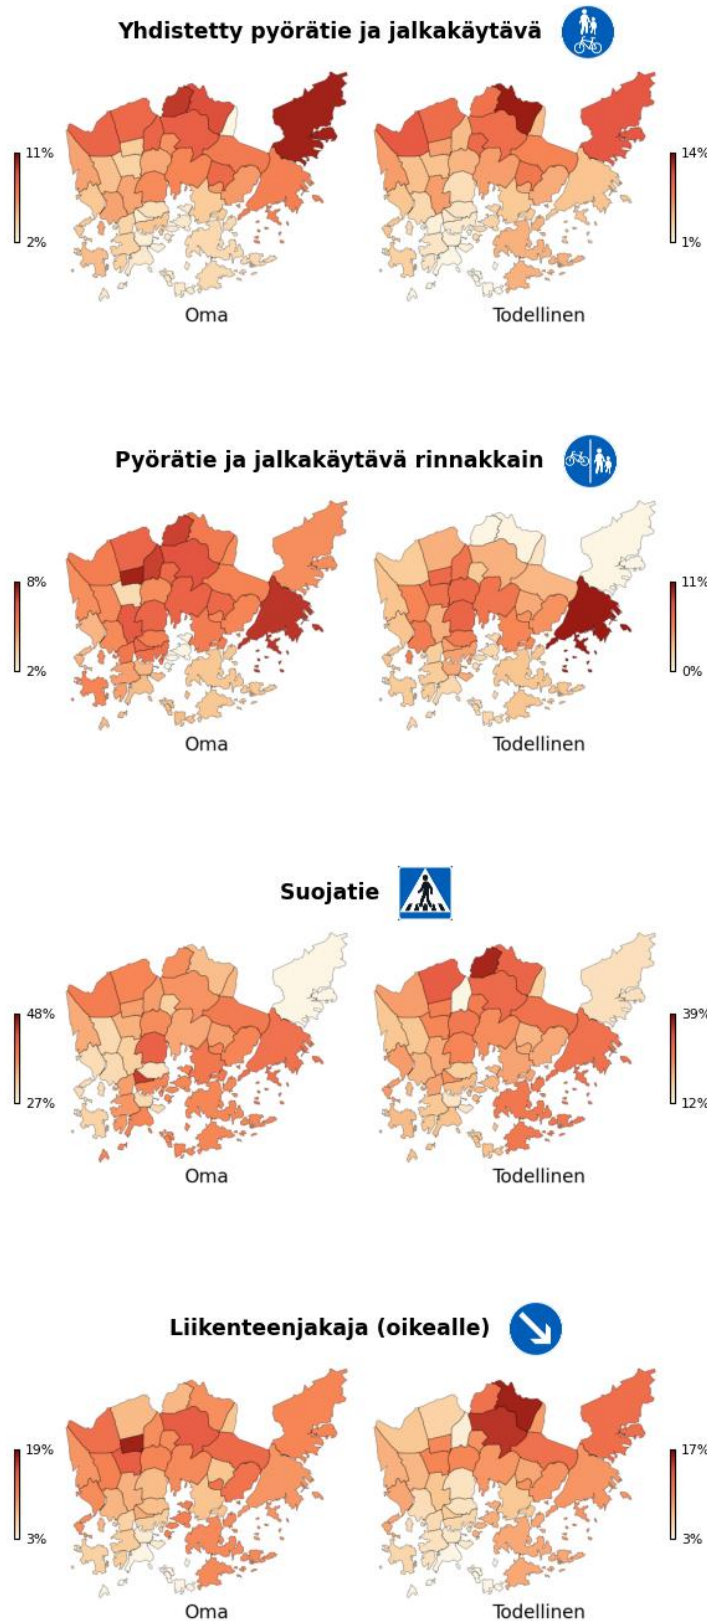 Yhdistetty pyörätie ja jalkakäytävä
11%
2%
14%
1%
Oma
Todellinen
Pyörätie ja jalkakäytävä rinnakkain
8%
2%
11%
0%
Oma
Todellinen
Suojatie
48%
27%
39%
12%
Oma
Todellinen
Liikenteenjakaja (oikealle)
19%
3%
17%
3%
Oma
Todellinen